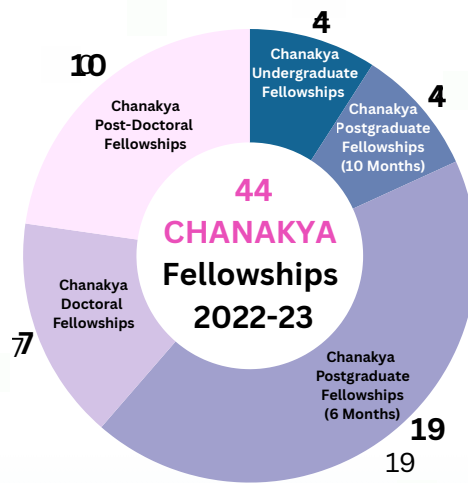 4
Chanakya
Undergraduate
Fellowships
4
Chanakya
Postgraduate
Fellowships
(10 Months)
10
Chanakya
Post-Doctoral
Fellowships
44
CHANAKYA
Fellowships
2022-23
Chanakya
Doctoral
Fellowships
7
7
Chanakya
Postgraduate
Fellowships
(6 Months)
19
19